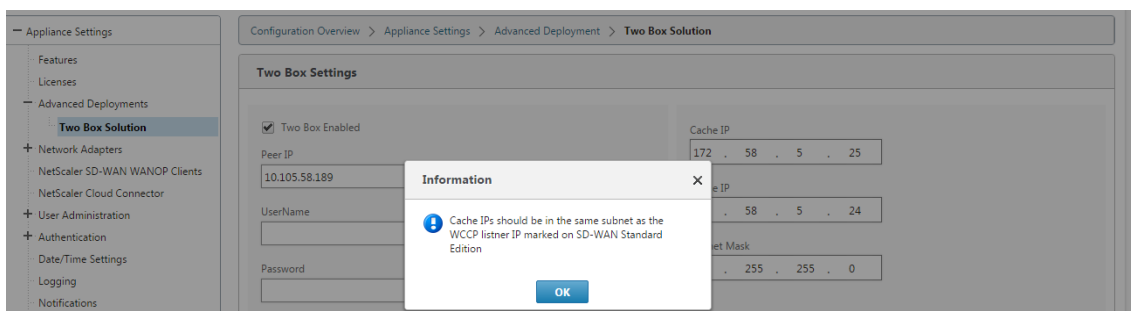 Appliance Settings
Features
Licenses
Advanced Deployments
Two Box Solution
Network Adapters
NetScaler SD-WAN WANOP Clients
NetScaler Cloud Connector
User Administration
Authentication
Date/Time Settings
Logging
Notifications
Configuration Overview > Appliance Settings > Advanced Deployment > Two Box Solution
Two Box Settings
Two Box Enabled
Peer IP
10.105.58.189
UserName
Password
Cache IP
172 . 58 . 5 . 25
e IP
. 58 . 5 . 24
et Mask
. 255 . 255 . 0
Information X
Cache IPs should be in the same subnet as the
WCCP listner IP marked on SD-WAN Standard
Edition
OK